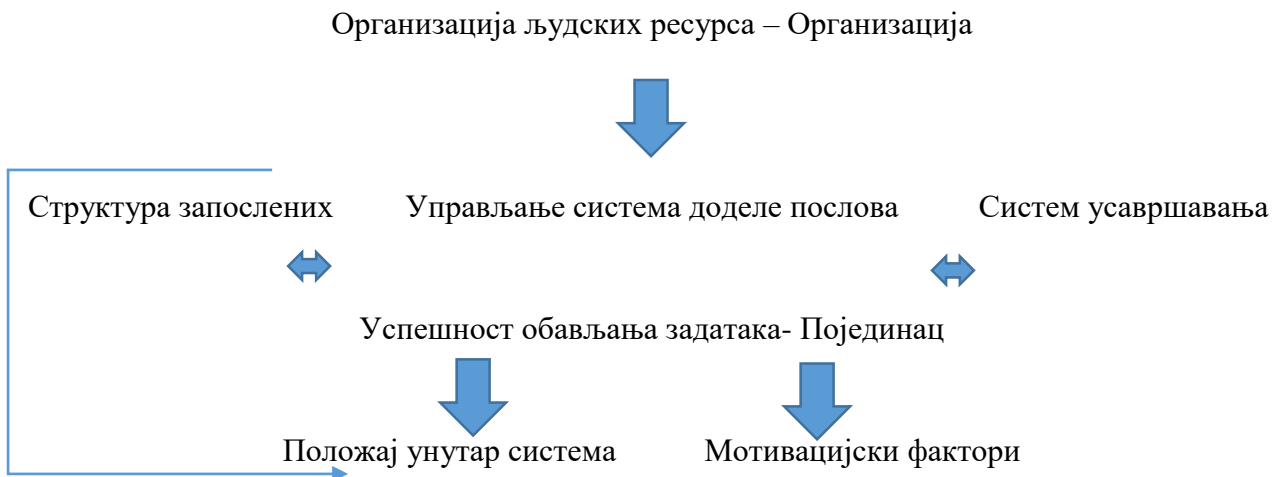 Организација људских ресурса – Организација
Структура запослених Управљање система доделе послова Систем усавршавања
Успешност обављања задатака- Појединац
Положај унутар система Мотивацијски фактори